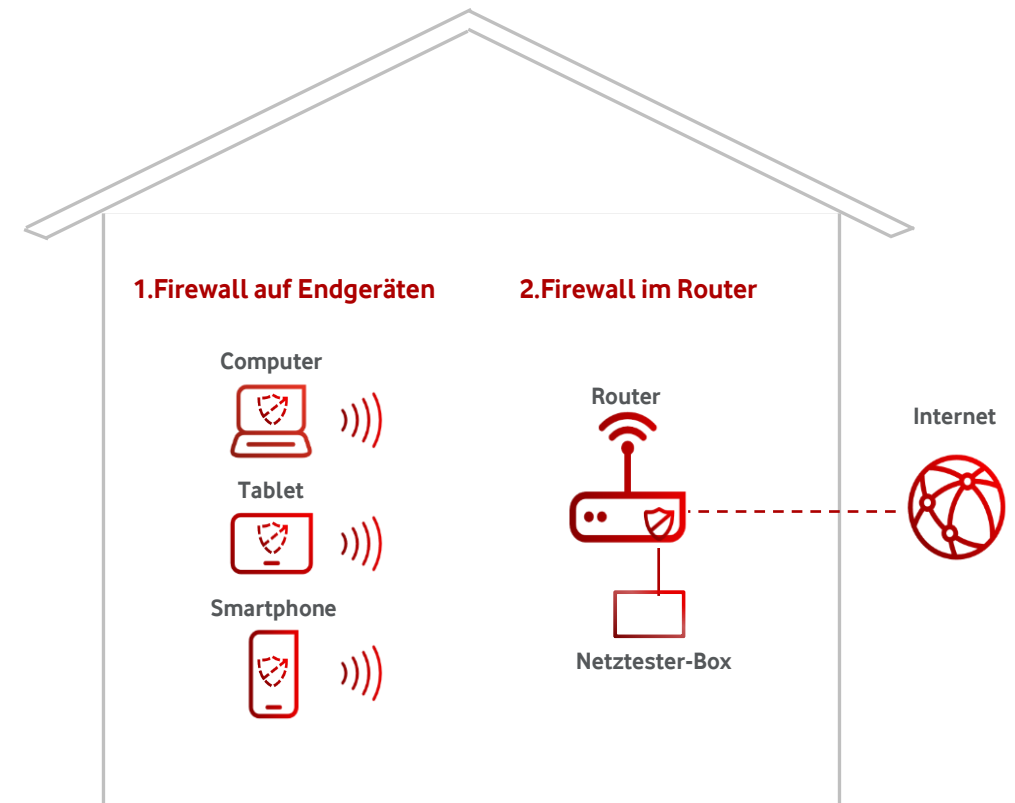 1.Firewall auf Endgeräten
Computer
Tablet
Smartphone
2.Firewall im Router
Router
Netztester-Box
Internet